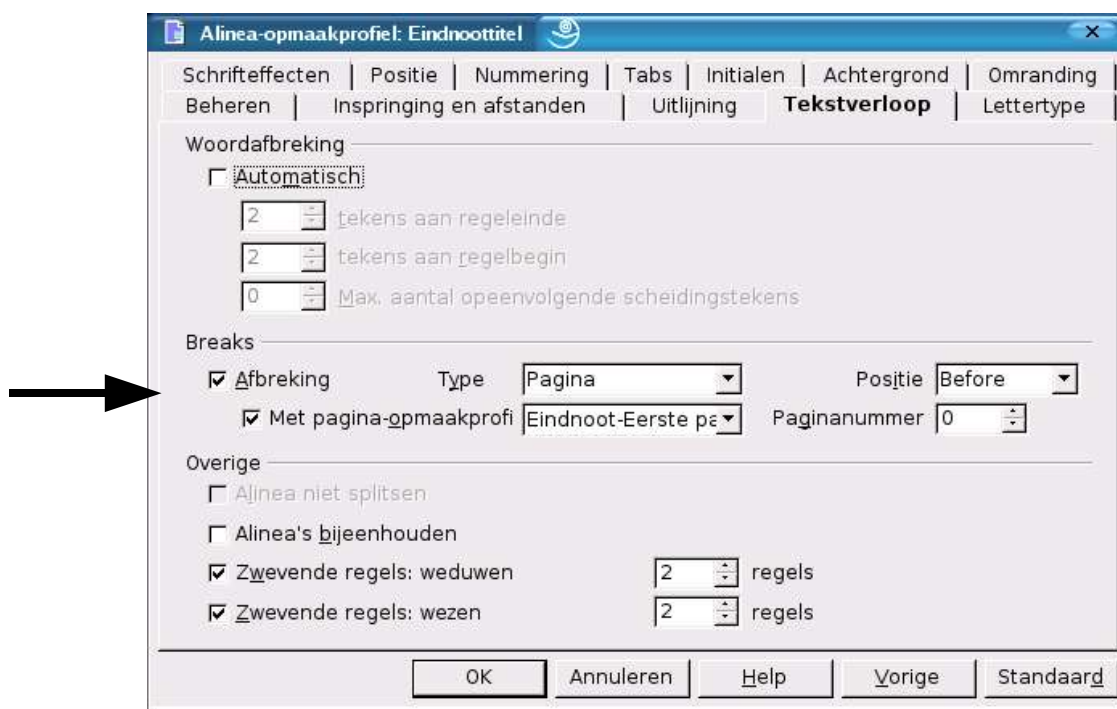 Alinea-opmaakprofiel: Eindnoottitel
Schrifteffecten Positie Nummering Tabs Initialen Achtergrond Omranding
Beheren Inspringing en afstanden Uitlijning Tekstverloop Lettertype
Woordafbreking
Automatisch
2 tekens aan regeleinde
2 tekens aan regelbegin
0 Max. aantal opeenvolgende scheidingstekens
Breaks
Afbreking Type Pagina Positie Before
Met pagina-opmaakprofi Eindnoot-Eerste pa Paginanummer 0
Overige
Alinea niet splitsen
Alinea's bijeenhouden
Zwevende regels: weduwen 2 regels
Zwevende regels: wezen 2 regels
OK Annuleren Help Vorige Standaard